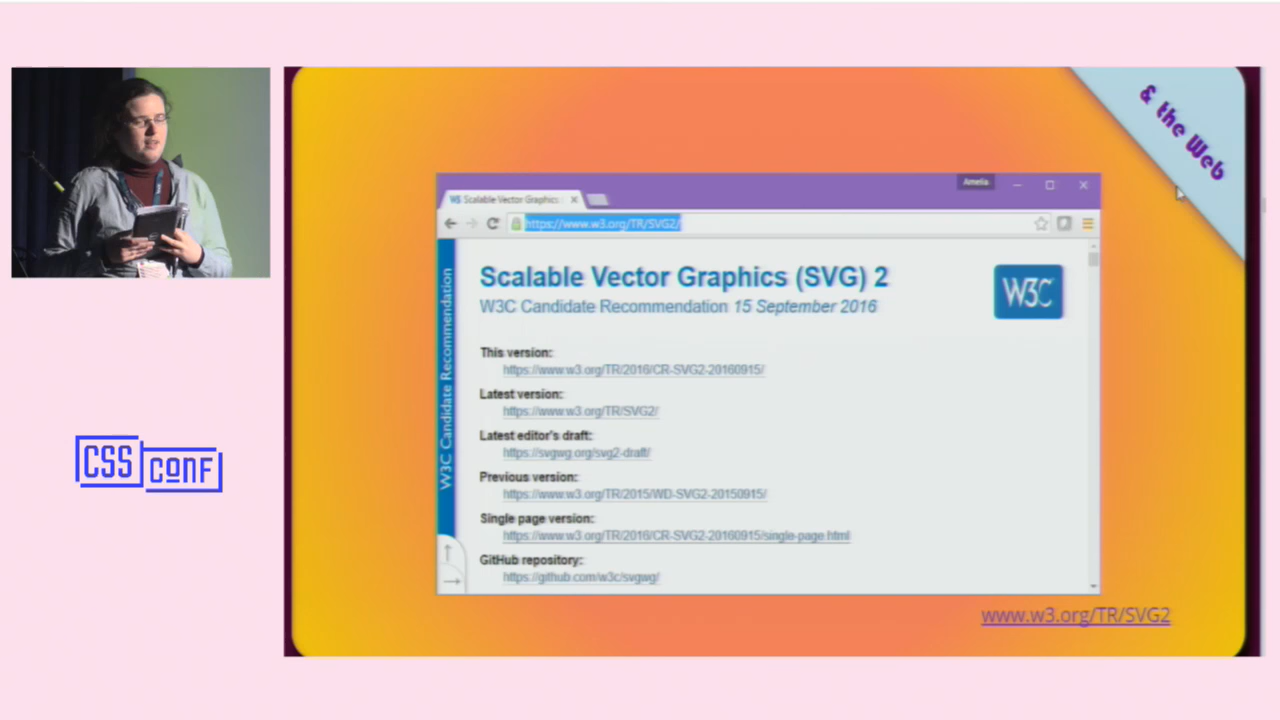 & the Web
Amelia
W3 Scalable Vector Graphics
https://www.w3.org/TR/SVG2/
W3C Candidate Recommendation
Scalable Vector Graphics (SVG) 2
W3C Candidate Recommendation 15 September 2016
W3C
This version:
https://www.w3.org/TR/2016/CR-SVG2-20160915/
Latest version:
https://www.w3.org/TR/SVG2/
Latest editor's draft:
https://svgwg.org/svg2-draft/
Previous version:
https://www.w3.org/TR/2015/WD-SVG2-20150915/
Single page version:
https://www.w3.org/TR/2016/CR-SVG2-20160915/single-page.html
GitHub repository:
https://github.com/w3c/svgwg/
www.w3.org/TR/SVG2
CSS
CONF